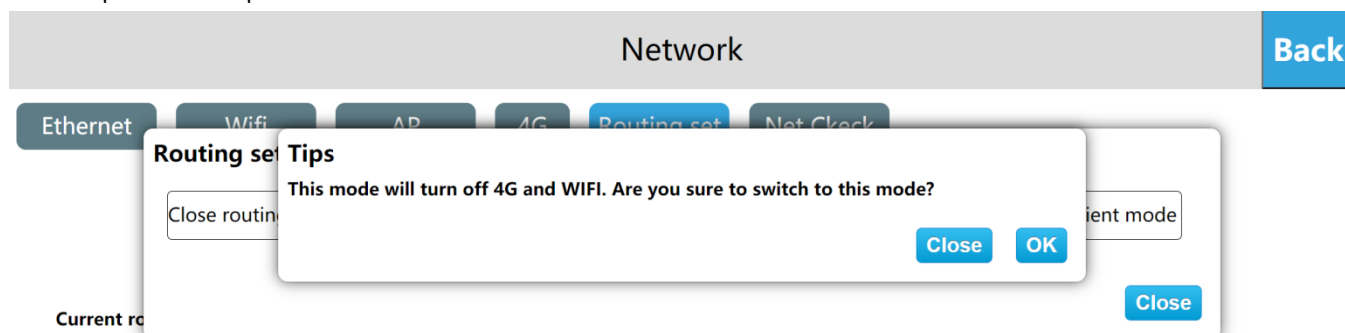 Network
Back
Ethernet Wifi AP 4G Routing set Net Ckeck
Routing set
Tips
This mode will turn off 4G and WIFI. Are you sure to switch to this mode?
Close routing
ient mode
Close OK
Close
Current ro